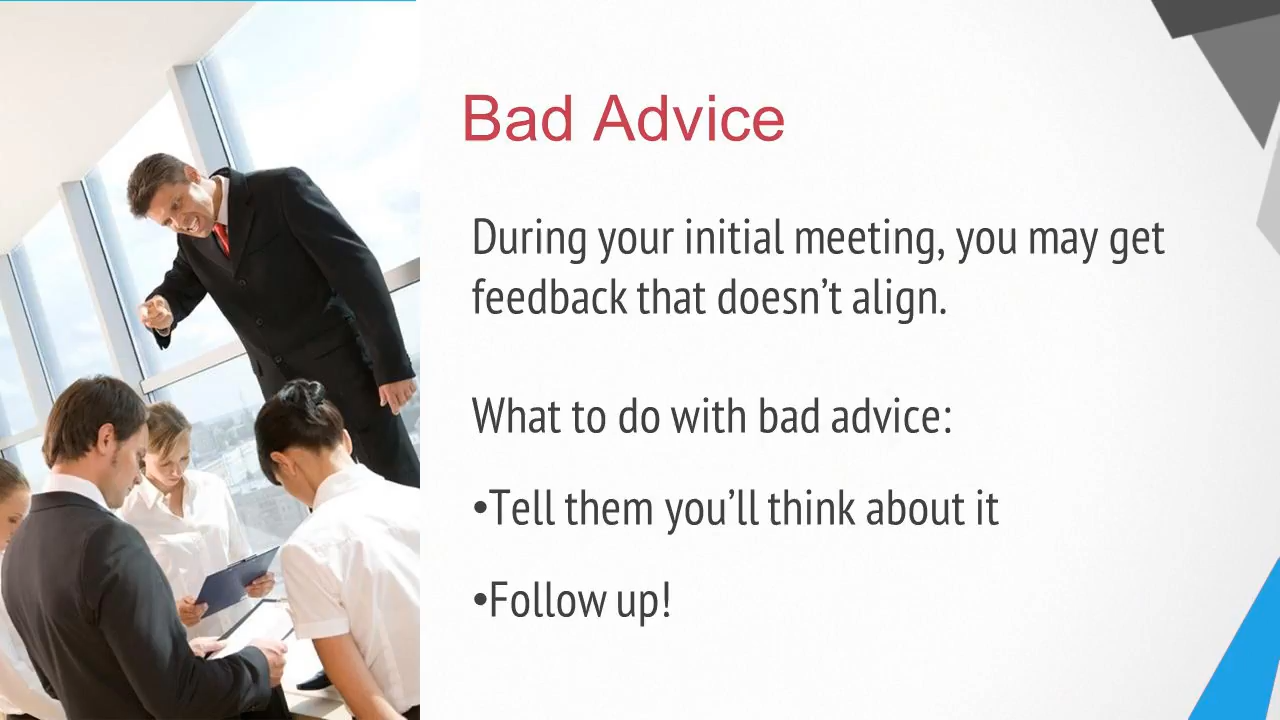 Bad Advice
During your initial meeting, you may get
feedback that doesn’t align.
What to do with bad advice:
•Tell them you’ll think about it
•Follow up!